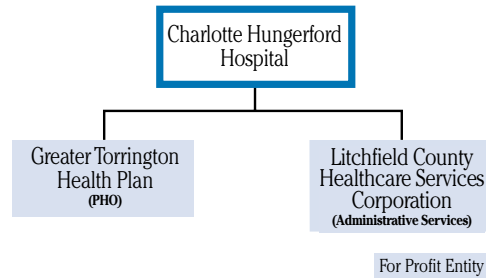 Charlotte Hungerford
Hospital
Greater Torrington
Health Plan
(PHO)
Litchfield County
Healthcare Services
Corporation
(Administrative Services)
For Profit Entity